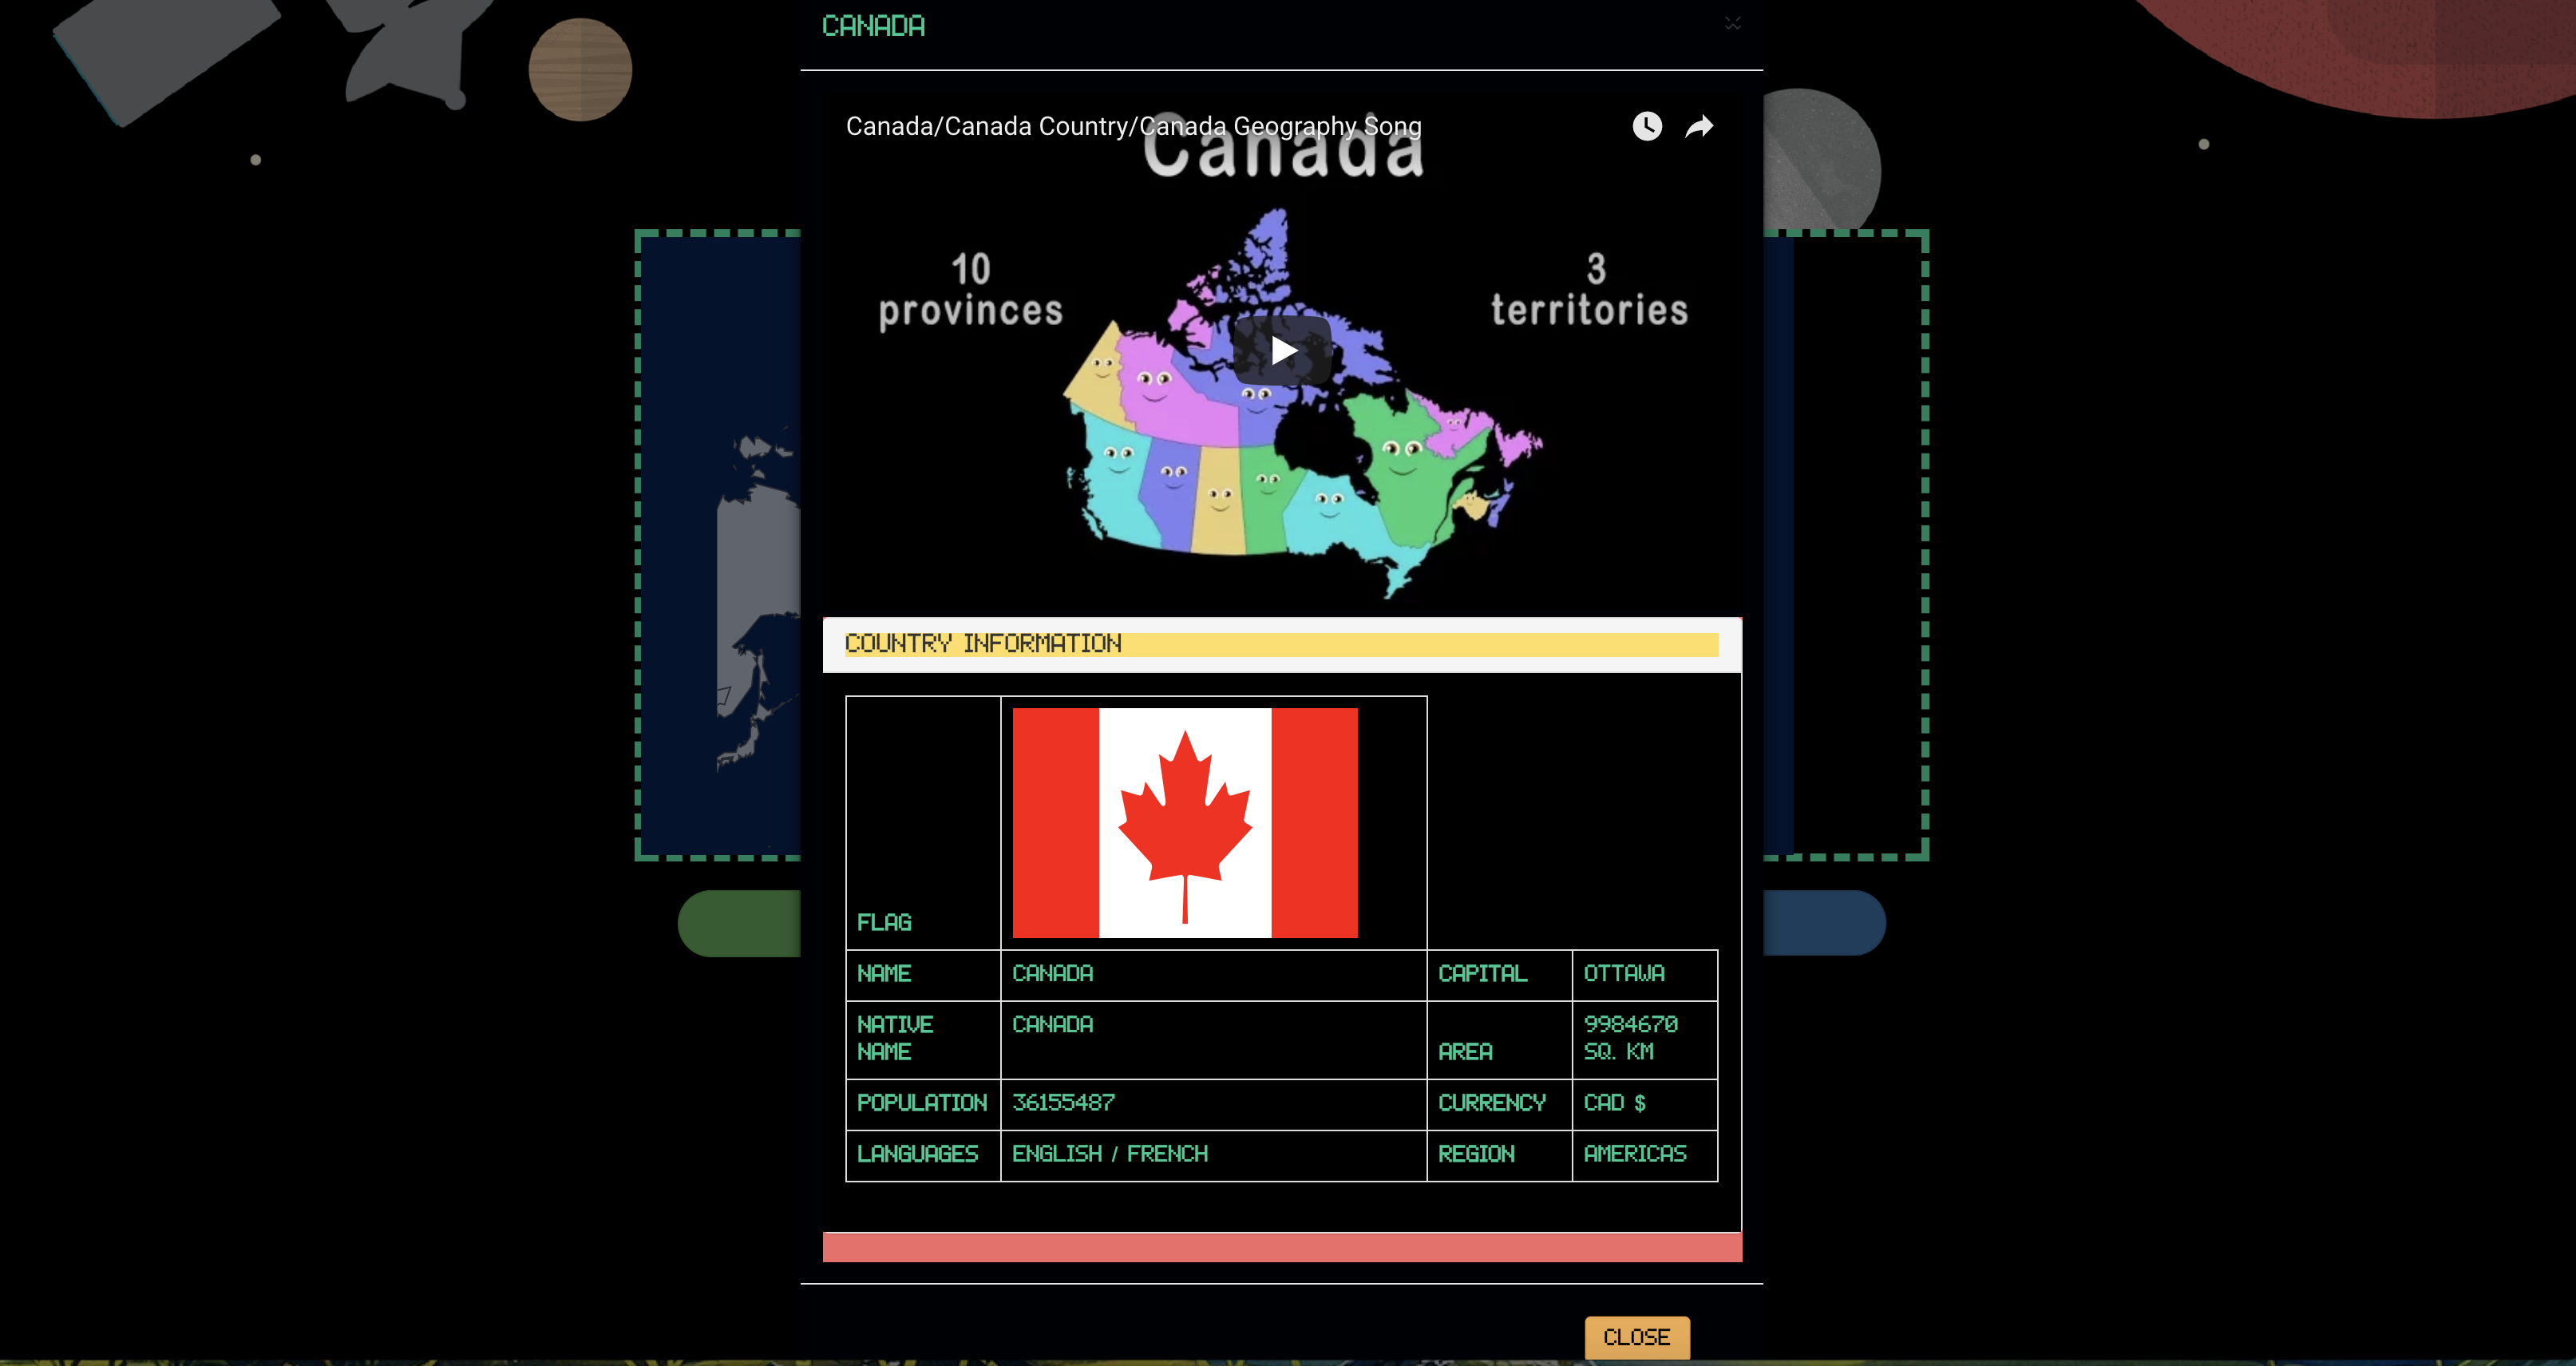 CANADA
Canada/Canada Country/Canada Geography Song
Canada
10
provinces
3
territories
COUNTRY INFORMATION
FLAG
NAME CANADA CAPITAL OTTAWA
NATIVE NAME CANADA AREA 9984670 SQ. KM
POPULATION 36155487 CURRENCY CAD $
LANGUAGES ENGLISH / FRENCH REGION AMERICAS
CLOSE